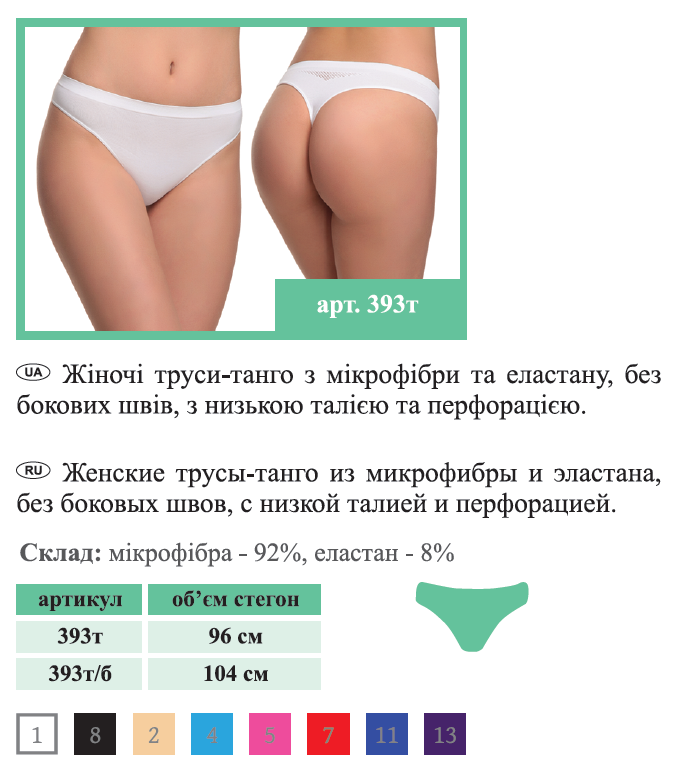 арт. 393т
UA Жіночі труси-танго з мікрофібри та еластану, без
бокових швів, з низькою талією та перфорацією.
RU Женские трусы-танго из микрофибры и эластана,
без боковых швов, с низкой талией и перфорацией.
Склад: мікрофібра - 92%, еластан - 8%
артикул об’єм стегон
393т 96 см
393т/б 104 см
1 8 2 4 5 7 11 13